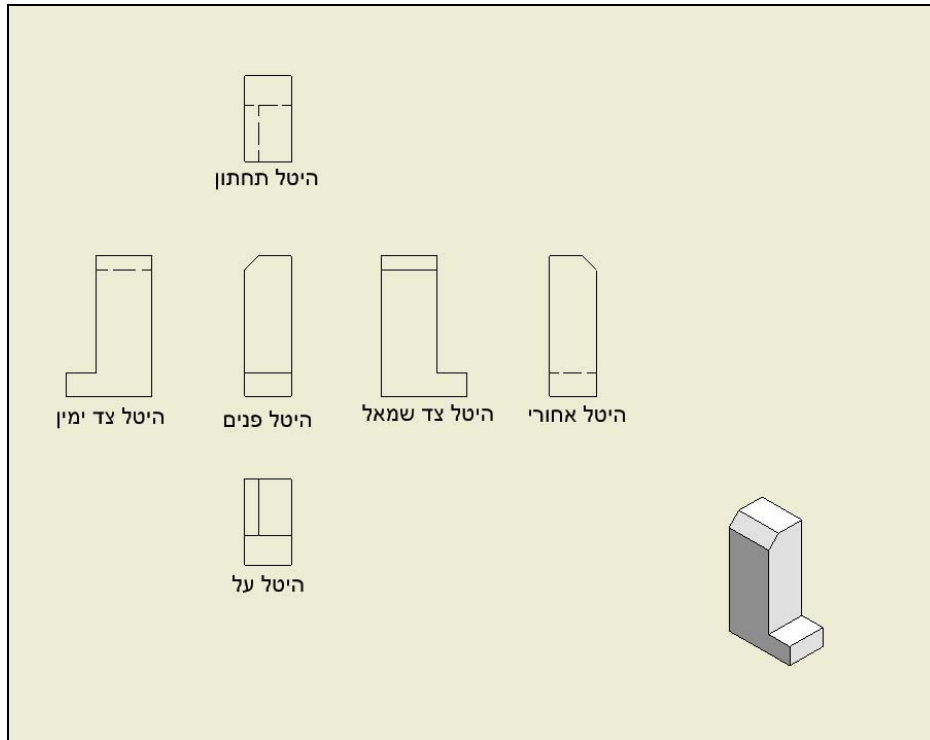 היטל תחתון
היטל צד ימין
היטל פנים
היטל צד שמאל
היטל אחורי
היטל על